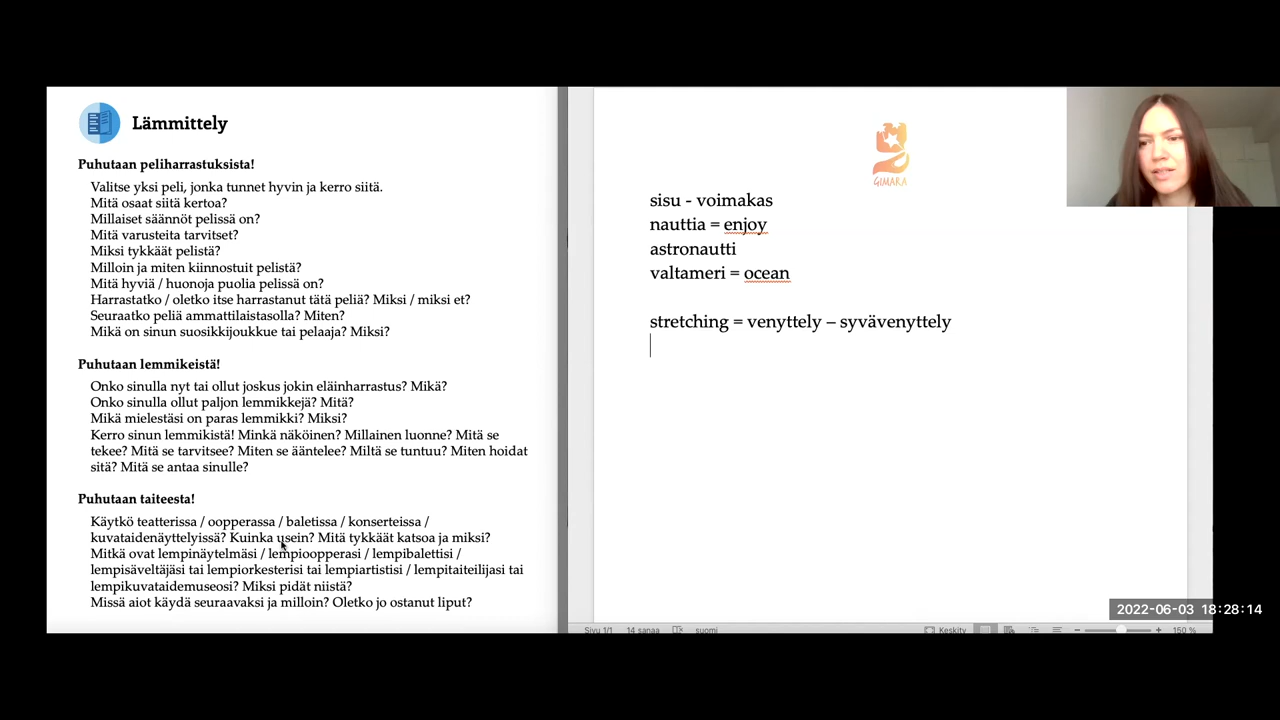 Lämmittely
Puhutaan peliharrastuksista!
Valitse yksi peli, jonka tunnet hyvin ja kerro siitä.
Mitä osaat siitä kertoa?
Millaiset säännöt pelissä on?
Mitä varusteita tarvitset?
Miksi tykkäät pelistä?
Milloin ja miten kiinnostuit pelistä?
Mitä hyviä / huonoja puolia pelissä on?
Harrastatko / oletko itse harrastanut tätä peliä? Miksi / miksi et?
Seuraatko peliä ammattilaistasolla? Miten?
Mikä on sinun suosikkijoukkue tai pelaaja? Miksi?
Puhutaan lemmikeistä!
Onko sinulla nyt tai ollut joskus jokin eläinharrastus? Mikä?
Onko sinulla ollut paljon lemmikkejä? Mitä?
Mikä mielestäsi on paras lemmikki? Miksi?
Kerro sinun lemmikistä! Minkä näköinen? Millainen luonne? Mitä se
tekee? Mitä se tarvitsee? Miten se ääntelee? Miltä se tuntuu? Miten hoidat
sitä? Mitä se antaa sinulle?
Puhutaan taiteesta!
Käytkö teatterissa / oopperassa / baletissa / konserteissa /
kuvataidenäyttelyissä? Kuinka usein? Mitä tykkäät katsoa ja miksi?
Mitkä ovat lempinäytelmäsi / lempioopperasi / lempibalettisi /
lempisäveltäjäsi tai lempiorkesterisi tai lempiartistisi / lempitaiteilijasi tai
lempikuvataidemuseosi? Miksi pidät niistä?
Missä aiot käydä seuraavaksi ja milloin? Oletko jo ostanut liput?
GIMARA
sisu - voimakas
nauttia = enjoy
astronautti
valtameri = ocean
stretching = venyttely – syvävenyttely
2022-06-03 18:28:14
Sivu 1/1 14 sanaa suomi Keskity 150 %